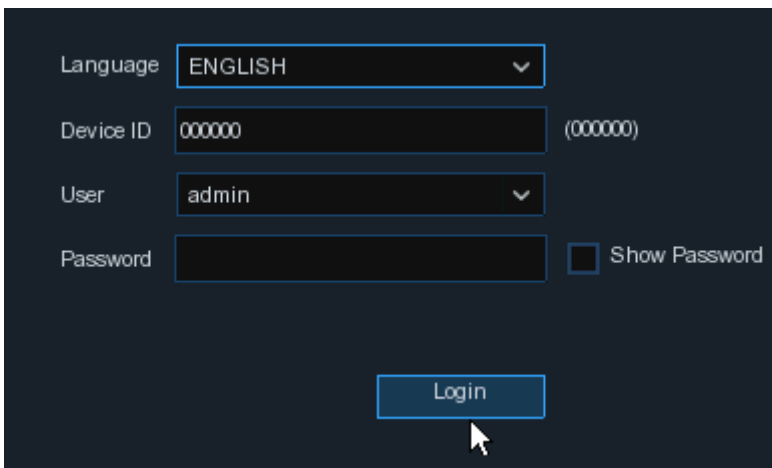 Language ENGLISH
Device ID 000000 (000000)
User admin
Password Show Password
Login